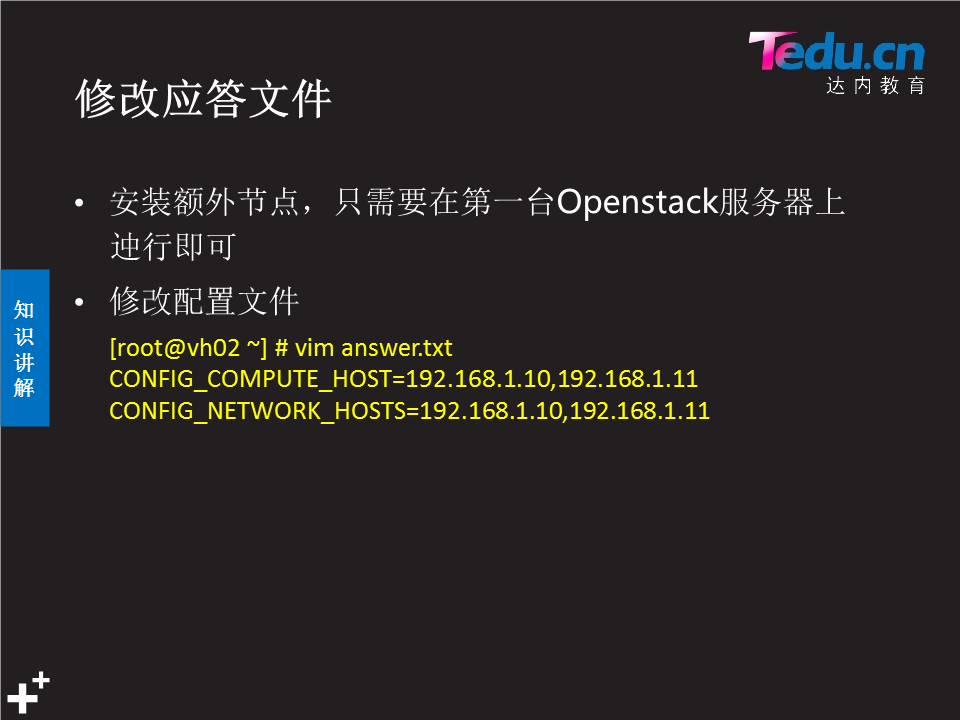 Tedu.cn
达内教育
修改应答文件
• 安装额外节点，只需要在第一台Openstack服务器上
迚行即可
• 修改配置文件
[root@vh02 ~] # vim answer.txt
CONFIG_COMPUTE_HOST=192.168.1.10,192.168.1.11
CONFIG_NETWORK_HOSTS=192.168.1.10,192.168.1.11
知
识
讲
解